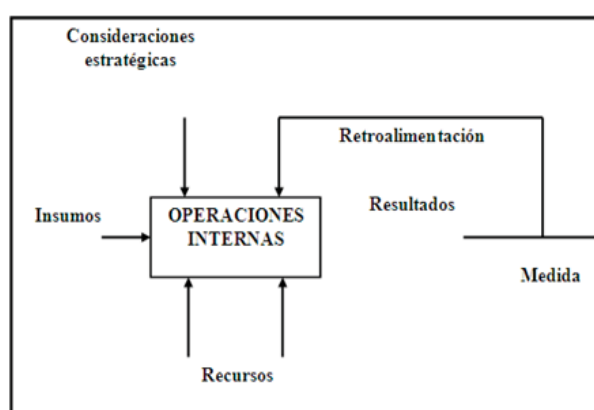 Consideraciones
estratégicas
Retroalimentación
Insumos
OPERACIONES
INTERNAS
Resultados
Medida
Recursos